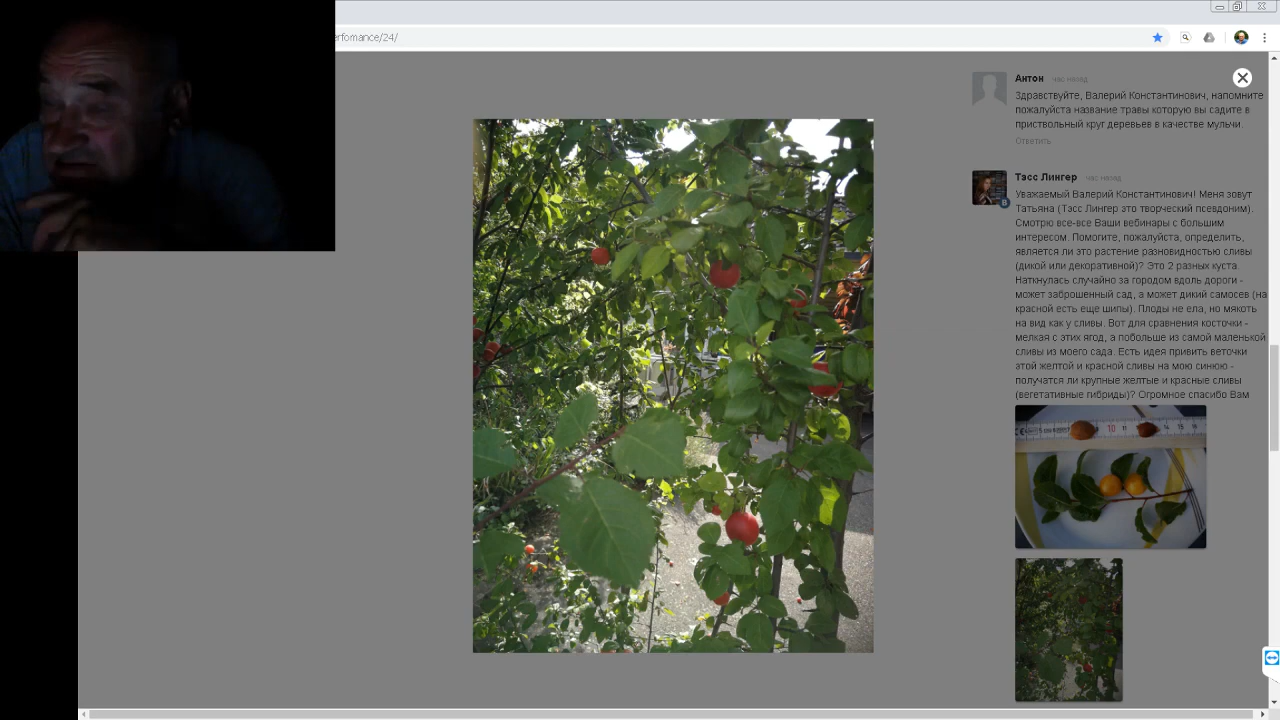 erfomance/24/
Антон час назад
Здравствуйте, Валерий Константинович, напомните
пожалуйста название травы которую вы садите в
приствольный круг деревьев в качестве мульчи.
Ответить
Тэсс Лингер час назад
Уважаемый Валерий Константинович! Меня зовут
Татьяна (Тэсс Лингер это творческий псевдоним).
Смотрю все-все Ваши вебинары с большим
интересом. Помогите, пожалуйста, определить,
является ли это растение разновидностью сливы
(дикой или декоративной)? Это 2 разных куста.
Наткнулась случайно за городом вдоль дороги -
может заброшенный сад, а может дикий самосев (на
красной есть еще шипы). Плоды не ела, но мякоть
на вид как у сливы. Вот для сравнения косточки -
мелкая с этих ягод, а побольше из самой маленькой
сливы из моего сада. Есть идея привить веточки
этой желтой и красной сливы на мою синюю -
получатся ли крупные желтые и красные сливы
(вегетативные гибриды)? Огромное спасибо Вам
10